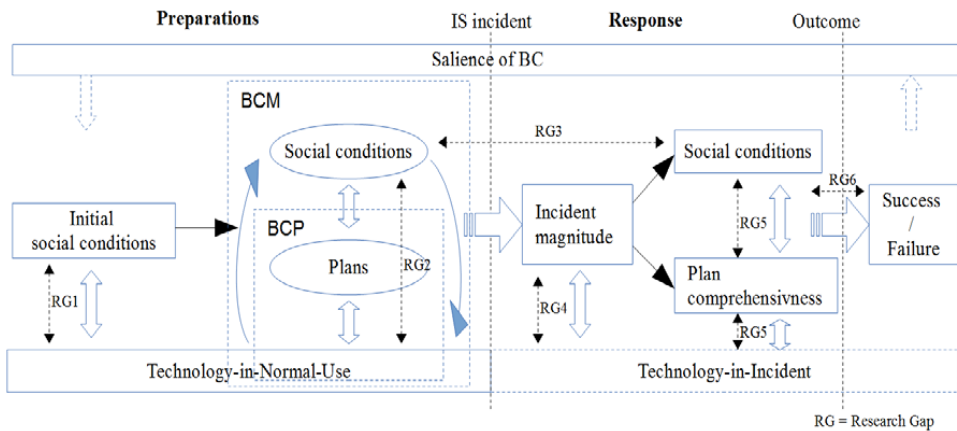 Preparations
IS incident
Response
Outcome
Salience of BC
BCM
Social conditions
RG3
Social conditions
RG6
Initial
social conditions
BCP
Plans
RG2
Incident
magnitude
RG5
Success
/
Failure
Plan
comprehensivness
RG1
RG4
RG5
Technology-in-Normal-Use
Technology-in-Incident
RG = Research Gap